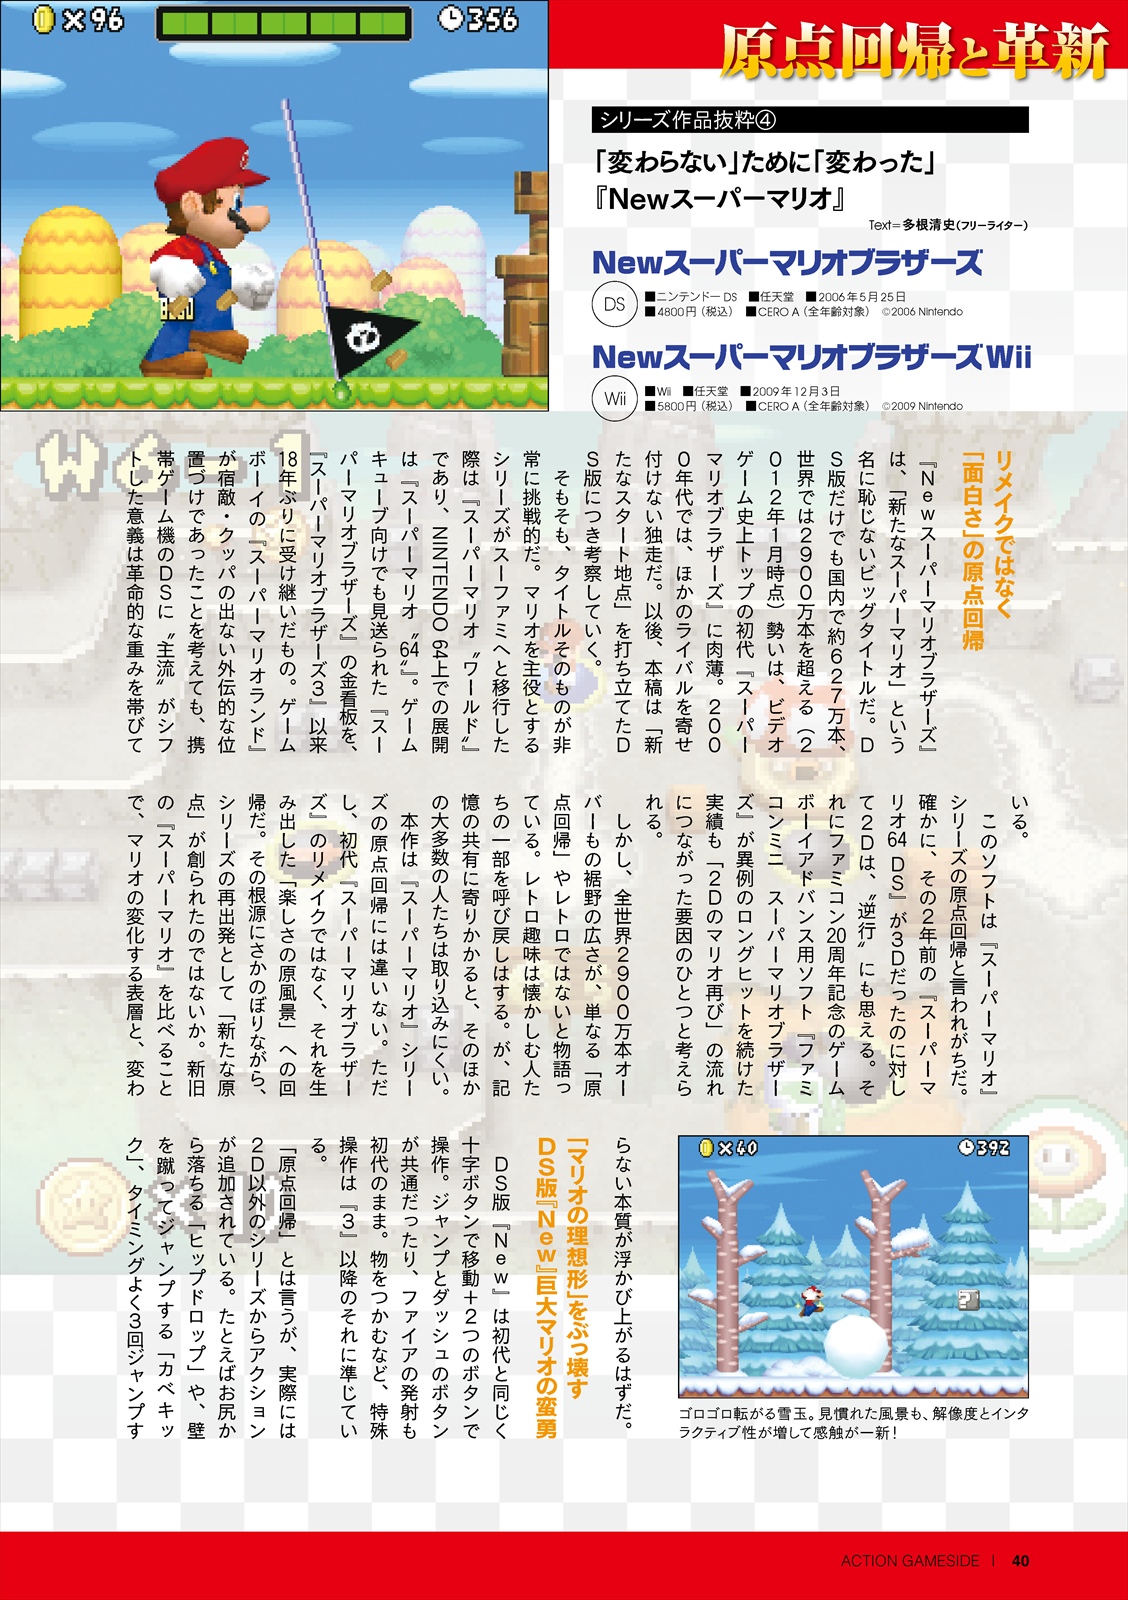 ×96
356
原点回帰と革新
シリーズ作品抜粋④
「変わらない」ために「変わった」
『Newスーパーマリオ』
Text=多根清史(フリーライター)
Newスーパーマリオブラザーズ
DS
■ニンテンドーDS ■任天堂 ■2006年5月25日
■4800円(税込) ■CERO A(全年齢対象) ©2006 Nintendo
NewスーパーマリオブラザーズWii
Wii
■Wii ■任天堂 ■2009年12月3日
■5800円(税込) ■CERO A(全年齢対象) ©2009 Nintendo
リメイクではなく
「面白さ」の原点回帰
『Newスーパーマリオブラザーズ』
は、「新たなスーパーマリオ」という
名に恥じないビッグタイトルだ。D
S版だけでも国内で約627万本、
世界では2900万本を超える(2
012年1月時点)勢いは、ビデオ
ゲーム史上トップの初代『スーパー
マリオブラザーズ』に肉薄。200
0年代では、ほかのライバルを寄せ
付けない独走だ。以後、本稿は「新
たなスタート地点」を打ち立てたD
S版につき考察していく。
そもそも、タイトルそのものが非
常に挑戦的だ。マリオを主役とする
シリーズがスーファミへと移行した
際は『スーパーマリオ〝ワールド〟』
であり、NINTENDO 64上での展開
は『スーパーマリオ〝64〟』。ゲーム
キューブ向けでも見送られた『スー
パーマリオブラザーズ』の金看板を、
『スーパーマリオブラザーズ3』以来
18年ぶりに受け継いだもの。ゲーム
ボーイの『スーパーマリオランド』
が宿敵・クッパの出ない外伝的な位
置づけであったことを考えても、携
帯ゲーム機のDSに〝主流〟がシフ
トした意義は革命的な重みを帯びて
いる。
このソフトは『スーパーマリオ』
シリーズの原点回帰と言われがちだ。
確かに、その2年前の『スーパーマ
リオ64 DS』が3Dだったのに対し
て2Dは、〝逆行〟にも思える。そ
れにファミコン20周年記念のゲーム
ボーイアドバンス用ソフト『ファミ
コンミニ スーパーマリオブラザー
ズ』が異例のロングヒットを続けた
実績も「2Dのマリオ再び」の流れ
につながった要因のひとつと考えら
れる。
しかし、全世界2900万本オー
バーもの裾野の広さが、単なる「原
点回帰」やレトロではないと物語っ
ている。レトロ趣味は懐かしむ人た
ちの一部を呼び戻しはする。が、記
憶の共有に寄りかかると、そのほか
の大多数の人たちは取り込みにくい。
本作は『スーパーマリオ』シリー
ズの原点回帰には違いない。ただ
し、初代『スーパーマリオブラザー
ズ』のリメイクではなく、それを生
み出した「楽しさの原風景」への回
帰だ。その根源にさかのぼりながら、
シリーズの再出発として「新たな原
点」が創られたのではないか。新旧
の『スーパーマリオ』を比べること
で、マリオの変化する表層と、変わ
らない本質が浮かび上がるはずだ。
「マリオの理想形」をぶっ壊す
DS版『New』巨大マリオの蛮勇
DS版『New』は初代と同じく
十字ボタンで移動+2つのボタンで
操作。ジャンプとダッシュのボタン
が共通だったり、ファイアの発射も
初代のまま。物をつかむなど、特殊
操作は『3』以降のそれに準じてい
る。
「原点回帰」とは言うが、実際には
2D以外のシリーズからアクション
が追加されている。たとえばお尻か
ら落ちる「ヒップドロップ」や、壁
を蹴ってジャンプする「カベキッ
ク」、タイミングよく3回ジャンプす
×40
392
ゴロゴロ転がる雪玉。見慣れた風景も、解像度とインタ
ラクティブ性が増して感触が一新!
ACTION GAMESIDE | 40